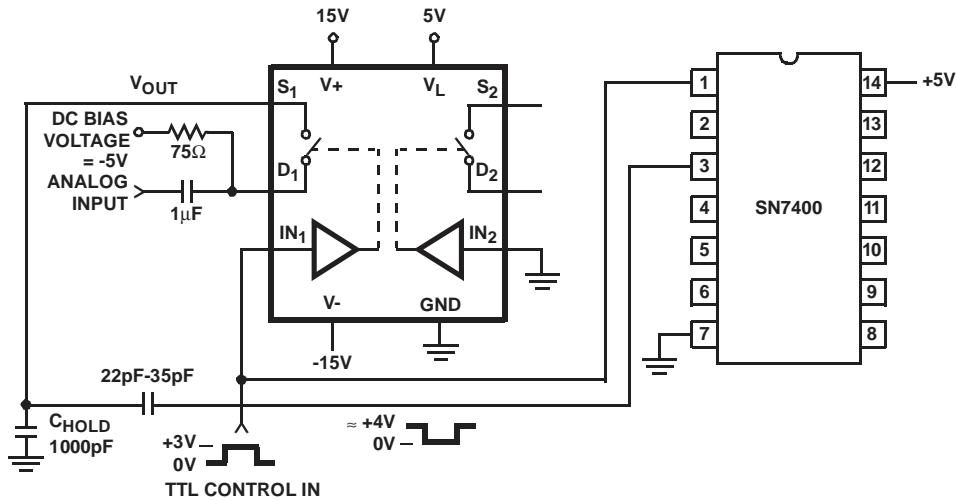 15V
5V
V+
VL
S1
S2
VOUT
DC BIAS
VOLTAGE
= -5V
75Ω
ANALOG
INPUT
1μF
D1
D2
IN1
IN2
V-
GND
-15V
22pF-35pF
CHOLD
1000pF
+3V
0V
TTL CONTROL IN
≈ +4V
0V
SN7400
1
2
3
4
5
6
7
14
13
12
11
10
9
8
+5V